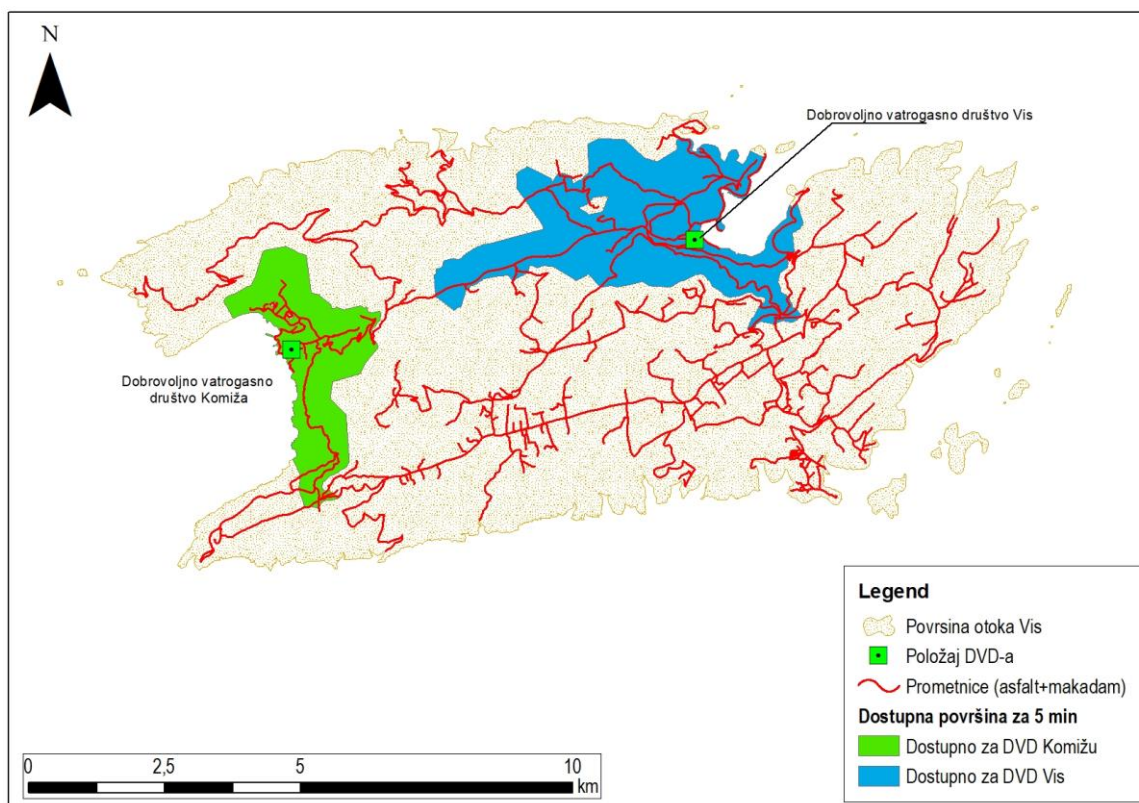 N
Dobrovoljno vatrogasno društvo Vis
Dobrovoljno vatrogasno
društvo Komiža
Legend
Povrsina otoka Vis
Položaj DVD-a
Prometnice (asfalt+makadam)
Dostupna površina za 5 min
Dostupno za DVD Komižu
Dostupno za DVD Vis
0 2,5 5 10
km